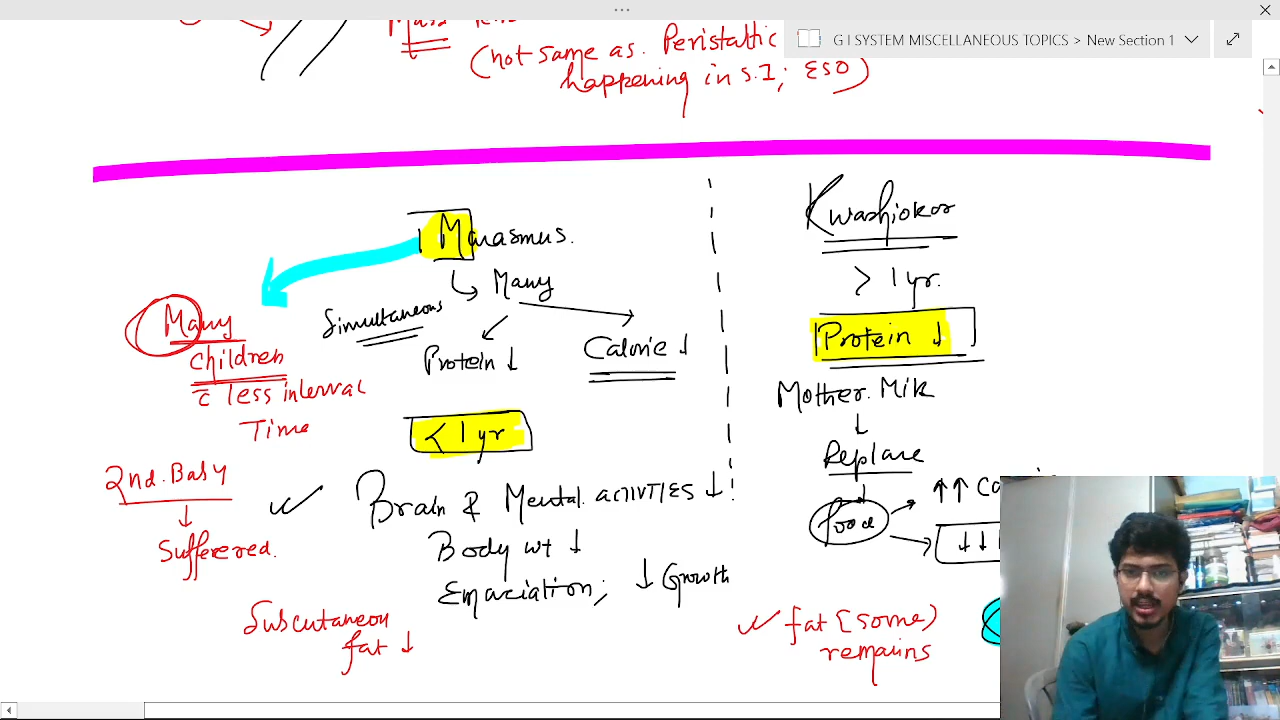 G.I SYSTEM MISCELLANEOUS TOPICS > New Section 1
(not same as. Peristaltic
happening in S.I; ESO)
Marasmus.
Many
Simultaneous
Protein ↓
Calorie ↓
< 1 yr
Many
children
c̄ less interval
Time
2nd. Baby
↓
Sufferered.
Brain & Mental. ACTIVITIES ↓
Body wt ↓
Emaciation; ↓ Growth
Subcutaneou
fat ↓
Kwashiokor
> 1 yr.
Protein ↓
Mother. Milk
↓
Replace
↓
food
↑↑
↓↓
✓ fat (some)
remains